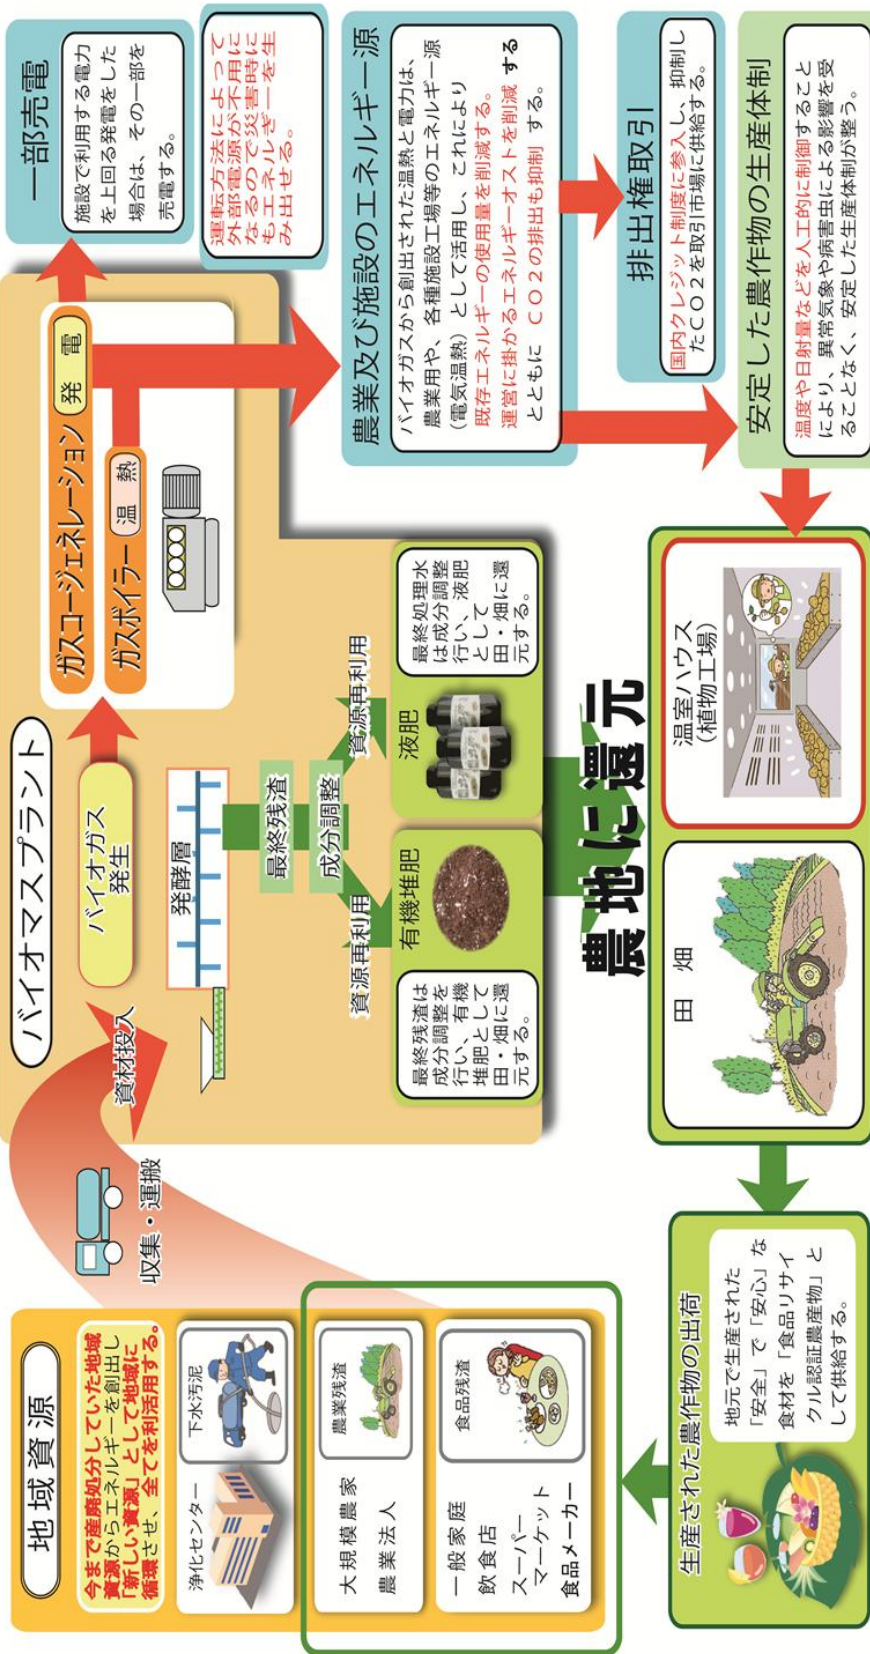 地域資源
今まで産廃処分していた地域
資源からエネルギーを創出し
「新しい資源」として地域に
循環させ、全てを利活用する。
浄化センター
下水汚泥
大規模農家
農業法人
農業残渣
一般家庭
飲食店
スーパー
マーケット
食品メーカー
食品残渣
収集・運搬
資材投入
バイオマスプラント
バイオガス
発生
発酵層
最終残渣
成分調整
資源再利用
資源再利用
有機堆肥
最終残渣は
成分調整を
行い、有機
堆肥として
田・畑に還
元する。
液肥
最終処理水
は成分調整
行い、液肥
として
田・畑に還
元する。
ガスコージェネレーション 発電
ガスボイラー 温熱
一部売電
施設で利用する電力
を上回る発電をした
場合は、その一部を
売電する。
運転方法によって
外部電源が不用に
なるので災害時に
もエネルぎーを生
み出せる。
農業及び施設のエネルギー源
バイオガスから創出された温熱と電力は、
農業用や、各種施設工場等のエネルギー源
(電気温熱)として活用し、これにより
既存エネルギーの使用量を削減する。
運営に掛かるエネルギーオストを削減 する
とともに CO2の排出も抑制 する。
排出権取引
国内クレジット制度に参入し、抑制し
たCO2を取引市場に供給する。
安定した農作物の生産体制
温度や日射量などを人工的に制御すること
により、異常気象や病害虫による影響を受
ることなく、安定した生産体制が整う。
農地に還元
田 畑
温室ハウス
(植物工場)
生産された農作物の出荷
地元で生産された
「安全」で「安心」な
食材を「食品リサイ
クル認証農産物」と
して供給する。